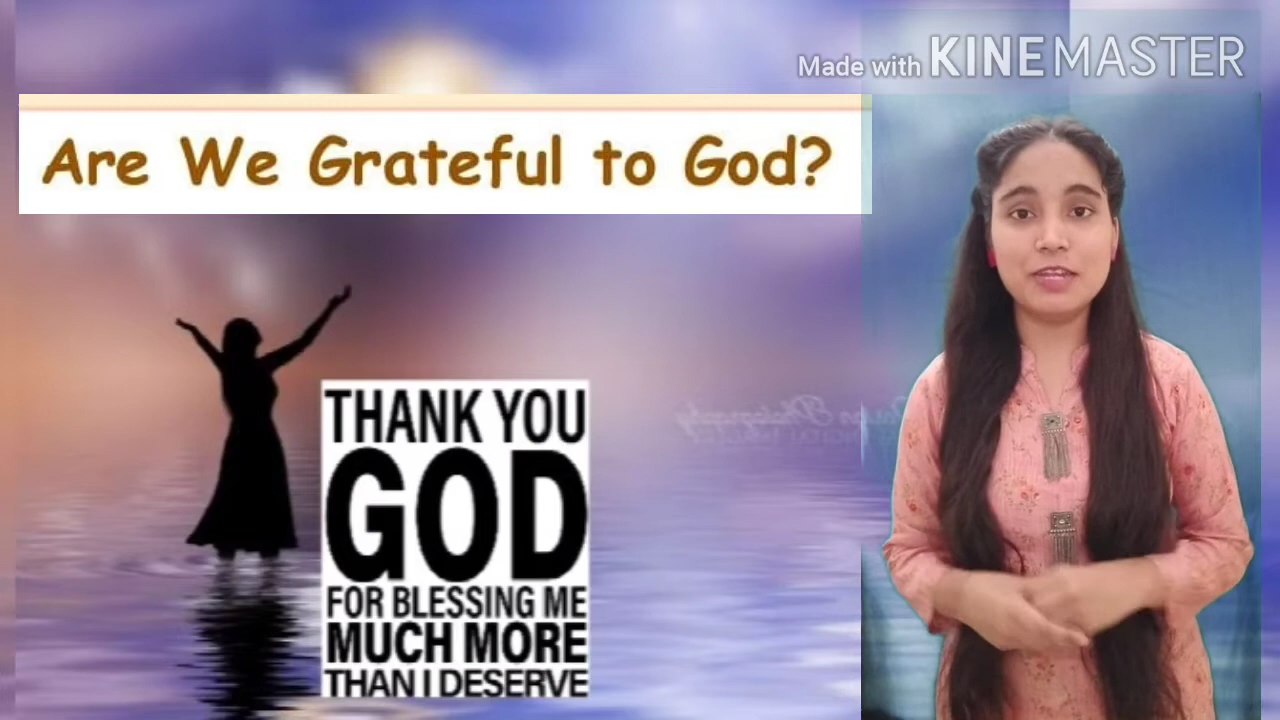 Made with KINEMASTER
Are We Grateful to God?
THANK YOU
GOD
FOR BLESSING ME
MUCH MORE
THAN I DESERVE